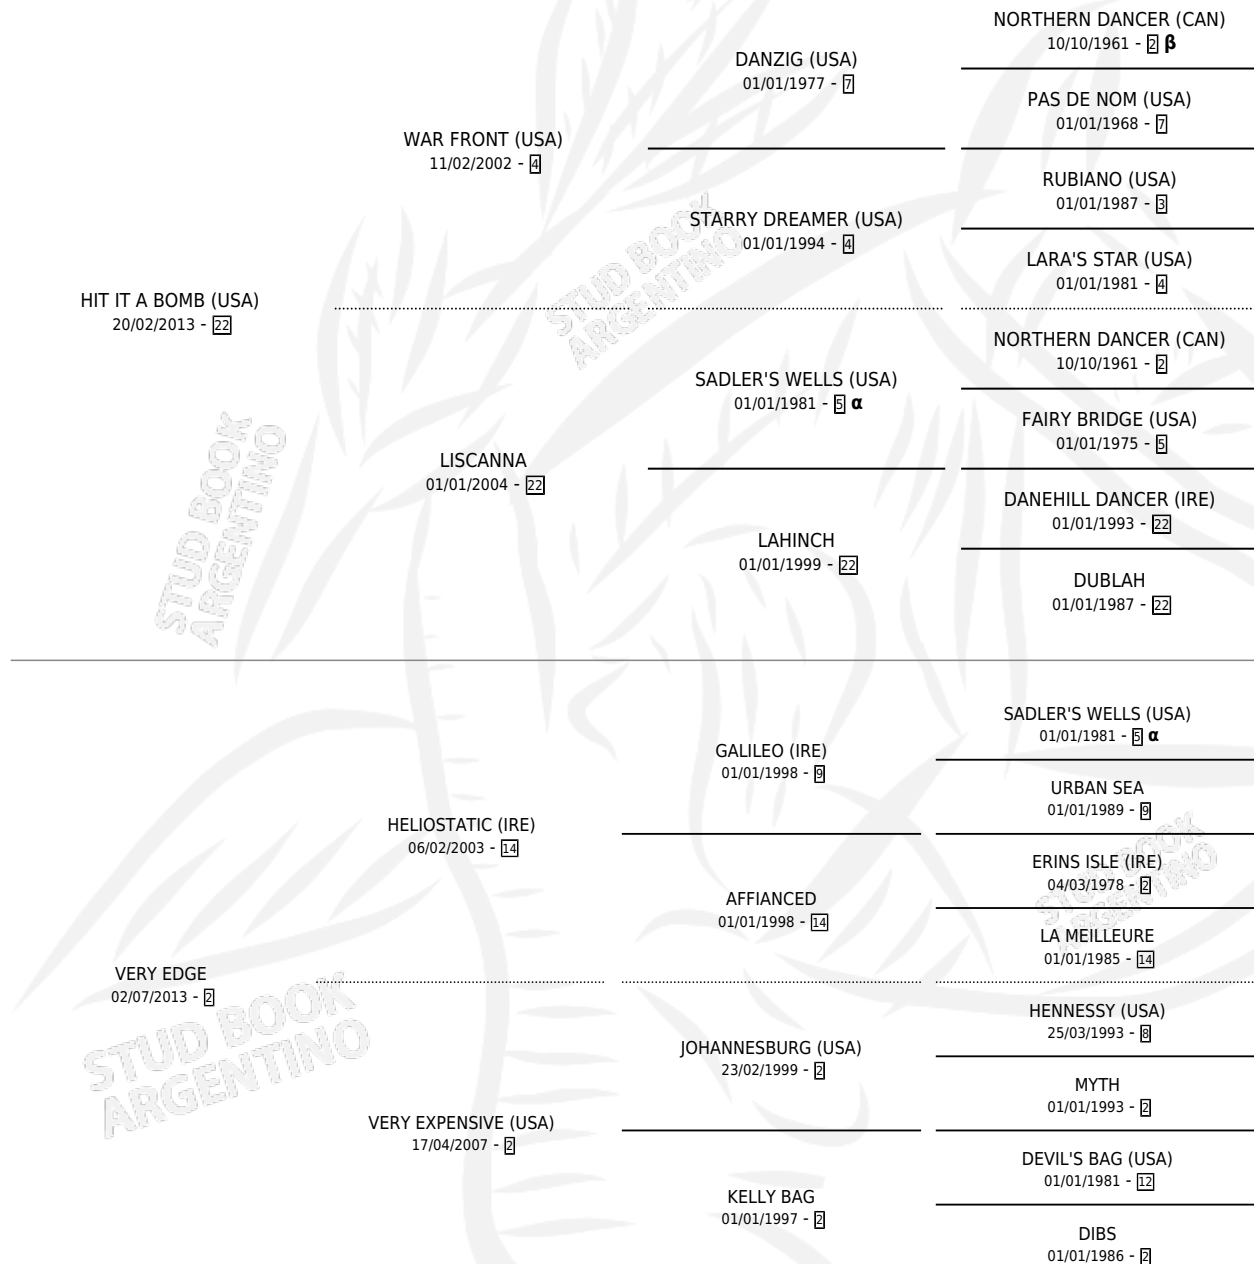 NORTHERN DANCER (CAN)
10/10/1961 - 2 β
DANZIG (USA)
01/01/1977 - 7
PAS DE NOM (USA)
01/01/1968 - 7
WAR FRONT (USA)
11/02/2002 - 4
RUBIANO (USA)
01/01/1987 - 3
STARRY DREAMER (USA)
01/01/1994 - 4
LARA'S STAR (USA)
01/01/1981 - 4
HIT IT A BOMB (USA)
20/02/2013 - 22
NORTHERN DANCER (CAN)
10/10/1961 - 2
SADLER'S WELLS (USA)
01/01/1981 - 5 α
FAIRY BRIDGE (USA)
01/01/1975 - 5
LISCANNA
01/01/2004 - 22
DANEHILL DANCER (IRE)
01/01/1993 - 22
LAHINCH
01/01/1999 - 22
DUBLAH
01/01/1987 - 22
SADLER'S WELLS (USA)
01/01/1981 - 5 α
GALILEO (IRE)
01/01/1998 - 9
URBAN SEA
01/01/1989 - 9
HELIOSTATIC (IRE)
06/02/2003 - 14
ERINS ISLE (IRE)
04/03/1978 - 2
AFFIANCED
01/01/1998 - 14
LA MEILLEURE
01/01/1985 - 14
VERY EDGE
02/07/2013 - 2
HENNESSY (USA)
25/03/1993 - 8
JOHANNESBURG (USA)
23/02/1999 - 2
MYTH
01/01/1993 - 2
VERY EXPENSIVE (USA)
17/04/2007 - 2
DEVIL'S BAG (USA)
01/01/1981 - 12
KELLY BAG
01/01/1997 - 2
DIBS
01/01/1986 - 2
STUD BOOK
ARGENTINO
STUD BOOK
ARGENTINO
STUD BOOK
ARGENTINO
STUD BOOK
ARGENTINO